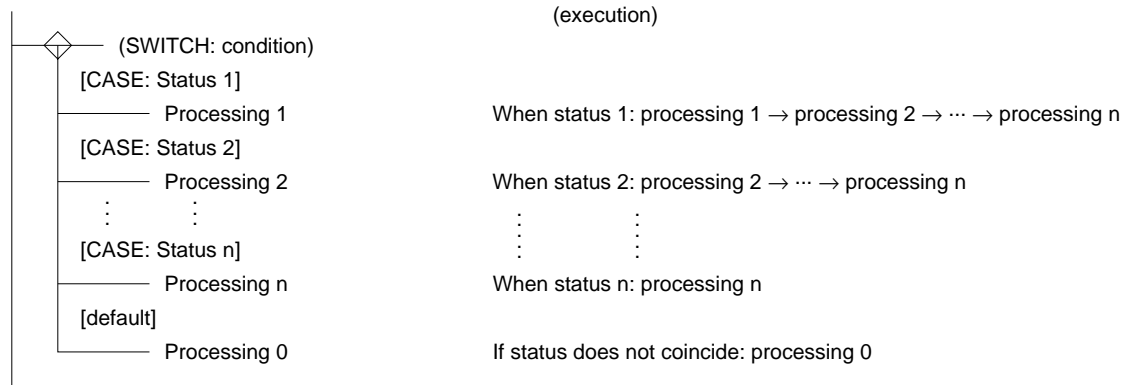 (execution)
(SWITCH: condition)
[CASE: Status 1]
Processing 1 When status 1: processing 1 → processing 2 → ··· → processing n
[CASE: Status 2]
Processing 2 When status 2: processing 2 → ··· → processing n
[CASE: Status n]
Processing n When status n: processing n
[default]
Processing 0 If status does not coincide: processing 0